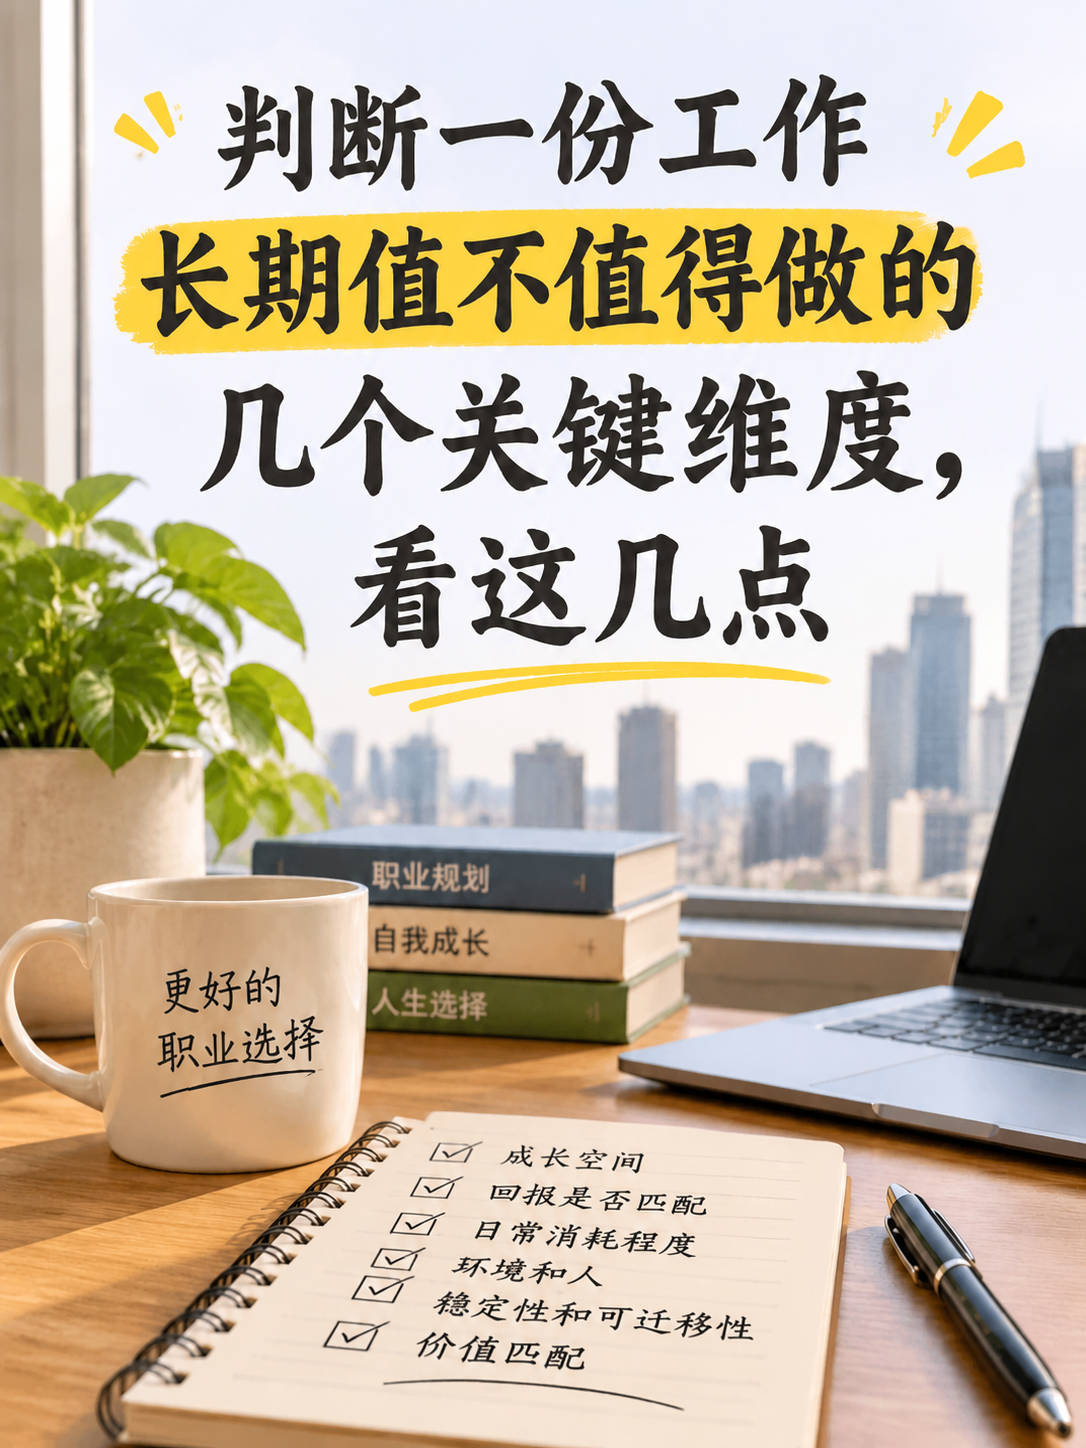 判断一份工作
长期值不值得做的
几个关键维度，
看这几点
职业规划
自我成长
人生选择
更好的
职业选择
成长空间
回报是否匹配
日常消耗程度
环境和人
稳定性和可迁移性
价值匹配